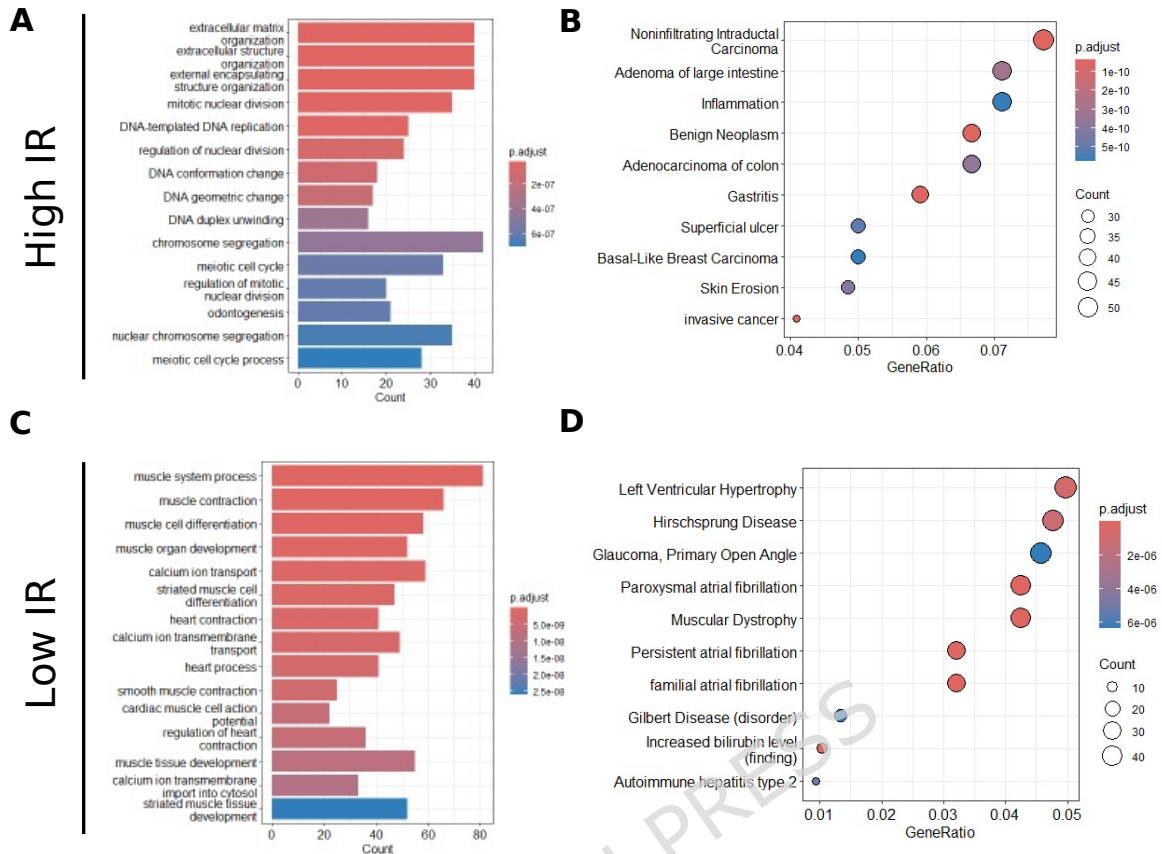 A
High IR
extracellular matrix
organization
extracellular structure
organization
external encapsulating
structure organization
mitotic nuclear division
DNA-templated DNA replication
regulation of nuclear division
DNA conformation change
DNA geometric change
DNA duplex unwinding
chromosome segregation
meiotic cell cycle
regulation of mitotic
nuclear division
odontogenesis
nuclear chromosome segregation
meiotic cell cycle process
0 10 20 30 40
Count
p.adjust
2e-07
4e-07
6e-07
B
Noninfiltrating Intraductal
Carcinoma
Adenoma of large intestine
Inflammation
Benign Neoplasm
Adenocarcinoma of colon
Gastritis
Superficial ulcer
Basal-Like Breast Carcinoma
Skin Erosion
invasive cancer
0.04 0.05 0.06 0.07
GeneRatio
p.adjust
1e-10
2e-10
3e-10
4e-10
5e-10
Count
30
35
40
45
50
C
Low IR
muscle system process
muscle contraction
muscle cell differentiation
muscle organ development
calcium ion transport
striated muscle cell
differentiation
heart contraction
calcium ion transmembrane
transport
heart process
smooth muscle contraction
cardiac muscle cell action
potential
regulation of heart
contraction
muscle tissue development
calcium ion transmembrane
import into cytosol
striated muscle tissue
development
0 20 40 60 80
Count
p.adjust
5.0e-09
1.0e-08
1.5e-08
2.0e-08
2.5e-08
D
Left Ventricular Hypertrophy
Hirschsprung Disease
Glaucoma, Primary Open Angle
Paroxysmal atrial fibrillation
Muscular Dystrophy
Persistent atrial fibrillation
familial atrial fibrillation
Gilbert Disease (disorder)
Increased bilirubin level
(finding)
Autoimmune hepatitis type 2
0.01 0.02 0.03 0.04 0.05
GeneRatio
p.adjust
2e-06
4e-06
6e-06
Count
10
20
30
40
PRESS